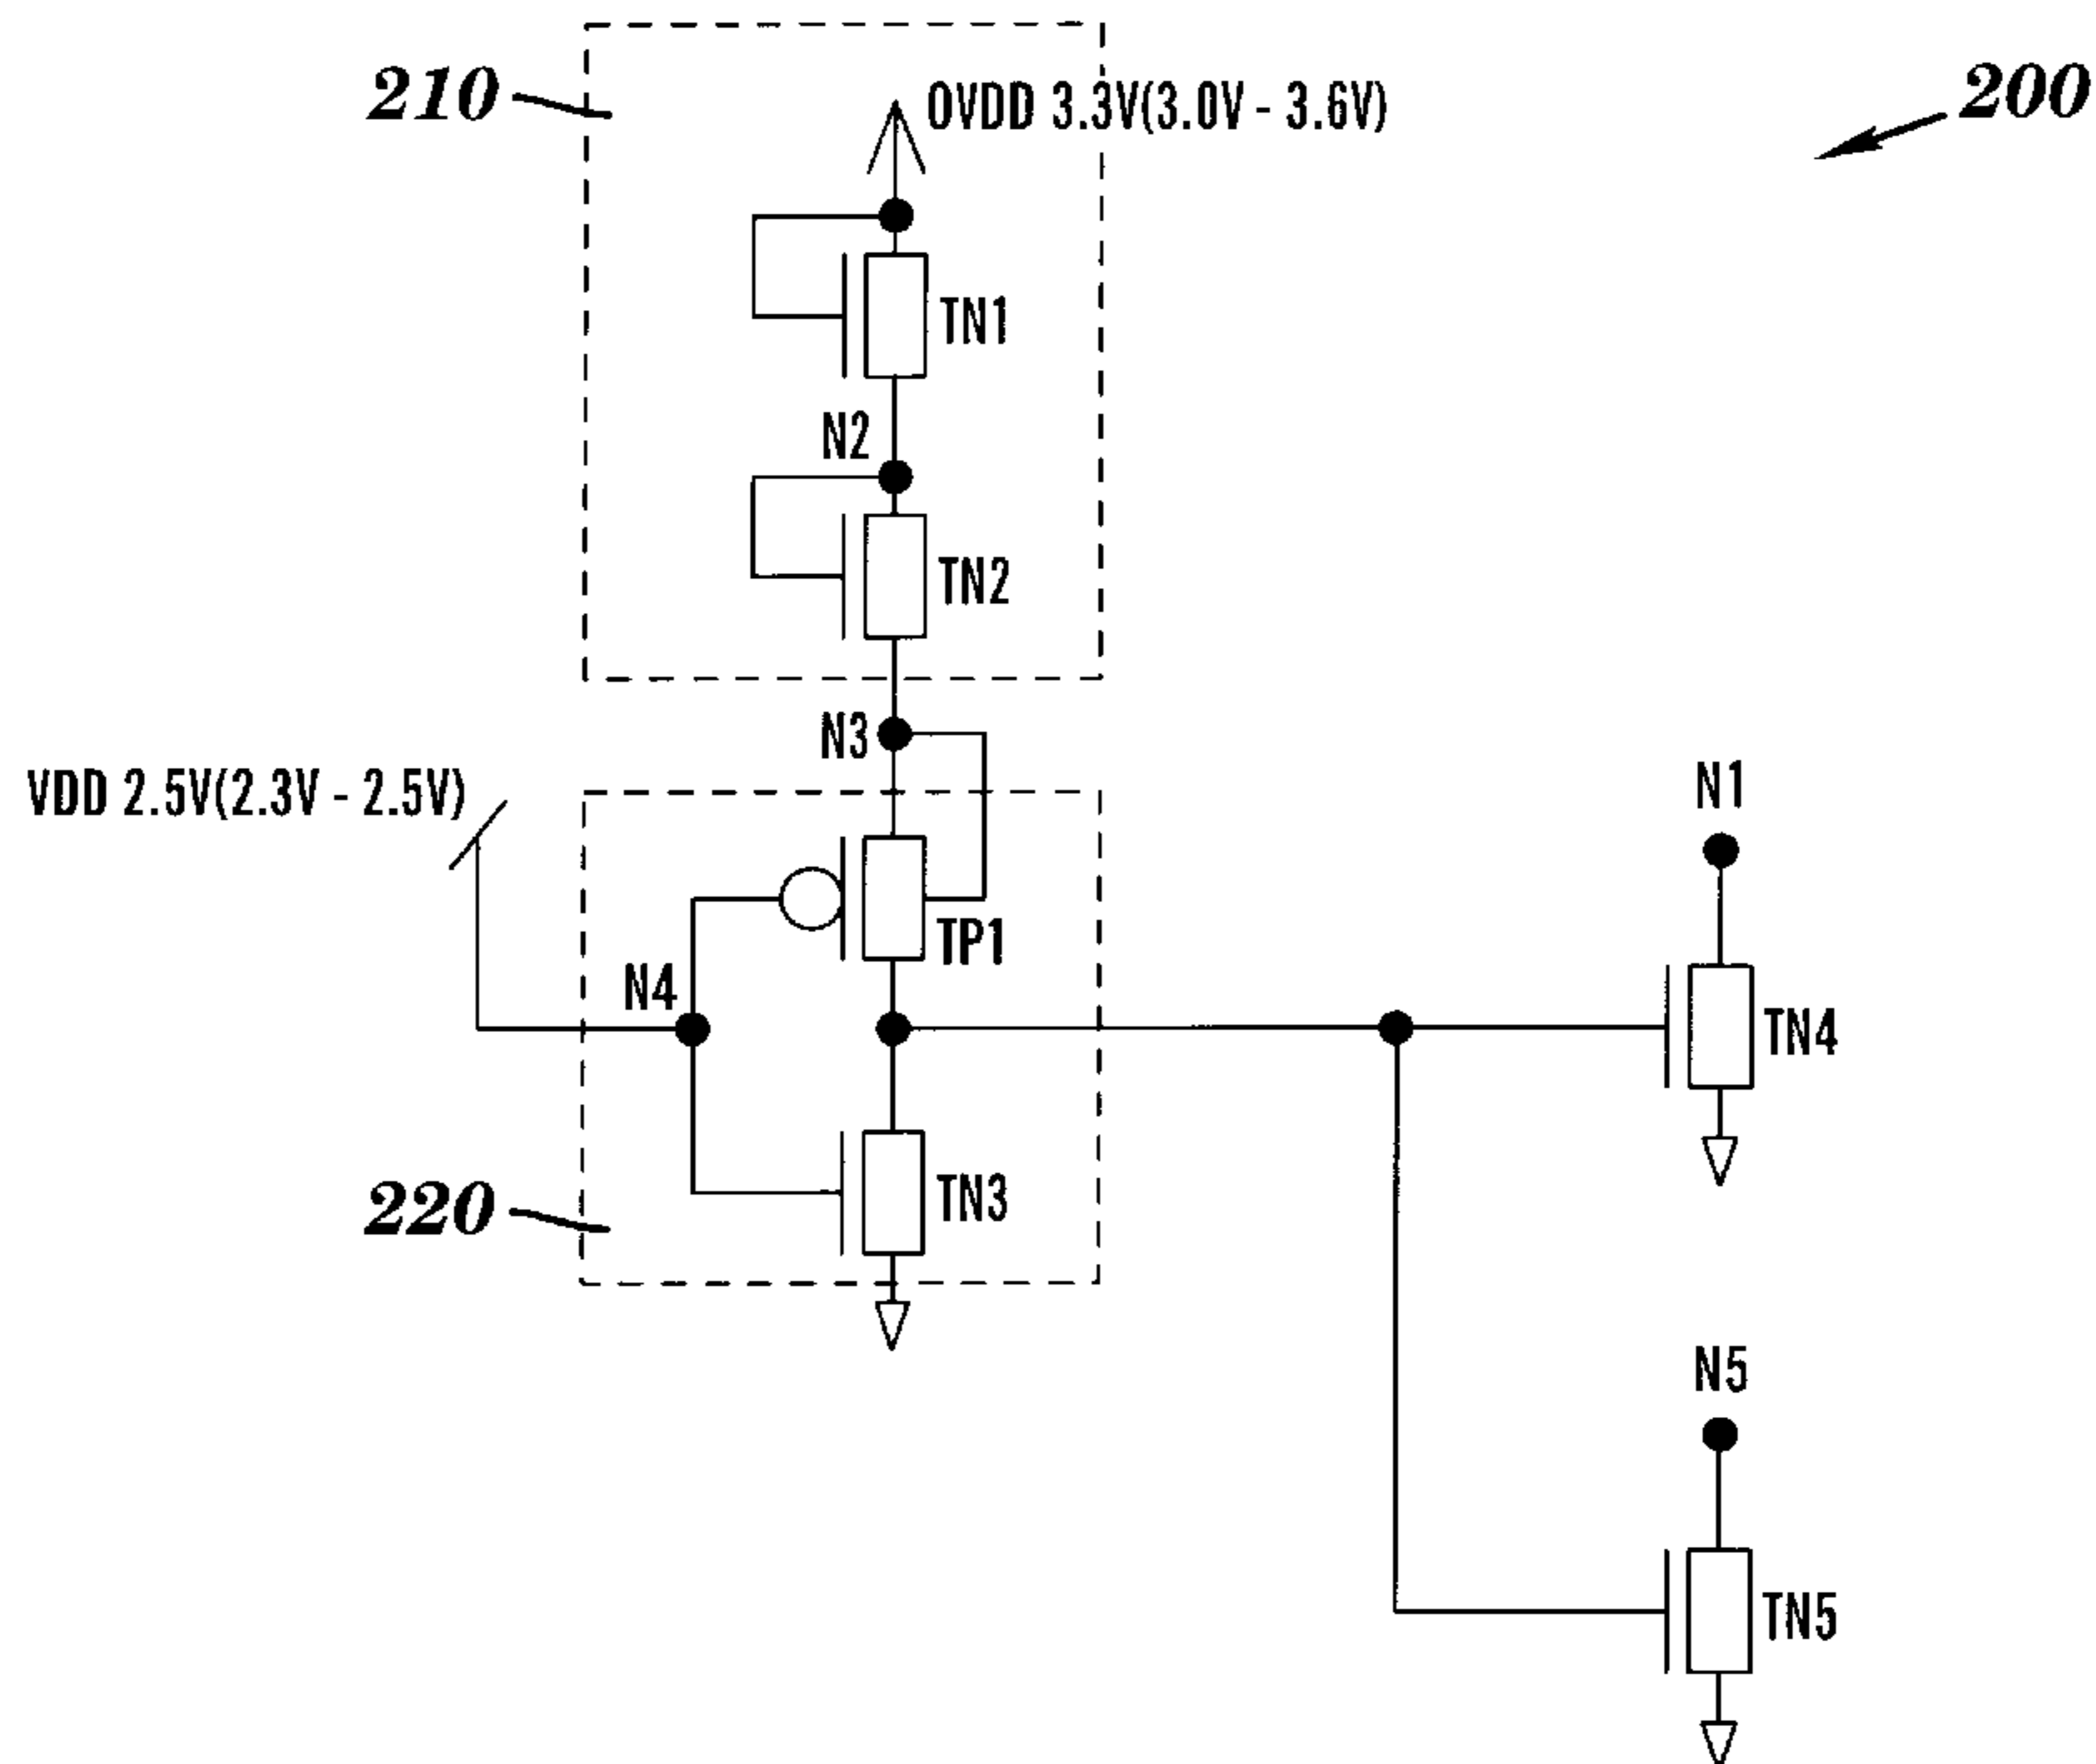 210
OVDD 3.3V(3.0V - 3.6V)
200
TN1
N2
TN2
N3
VDD 2.5V(2.3V - 2.5V)
N1
TP1
N4
TN4
TN3
220
N5
TN5